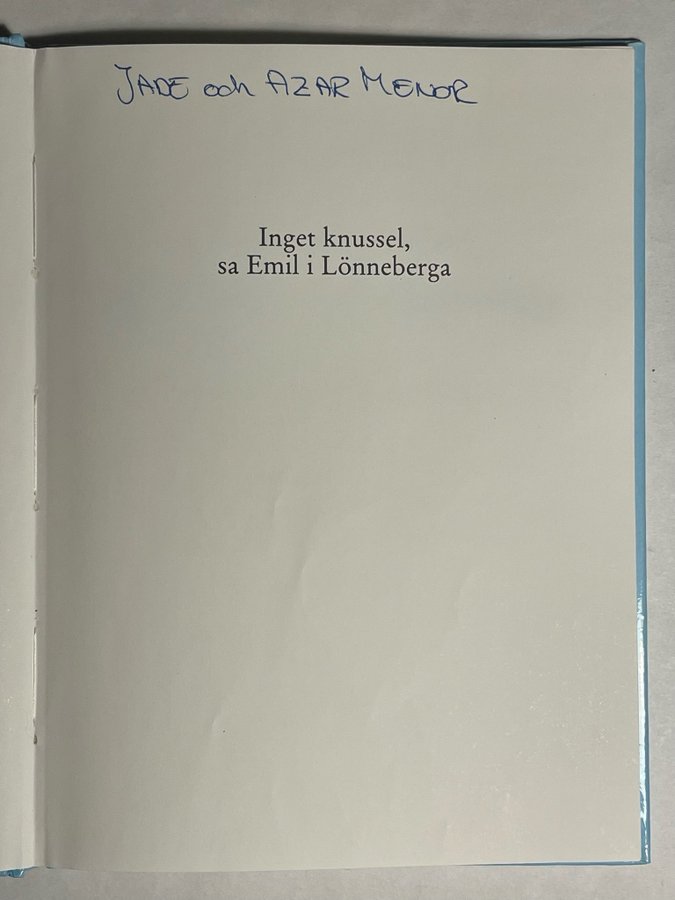 JADE och AZAR MENOR
Inget knussel,
sa Emil i Lönneberga